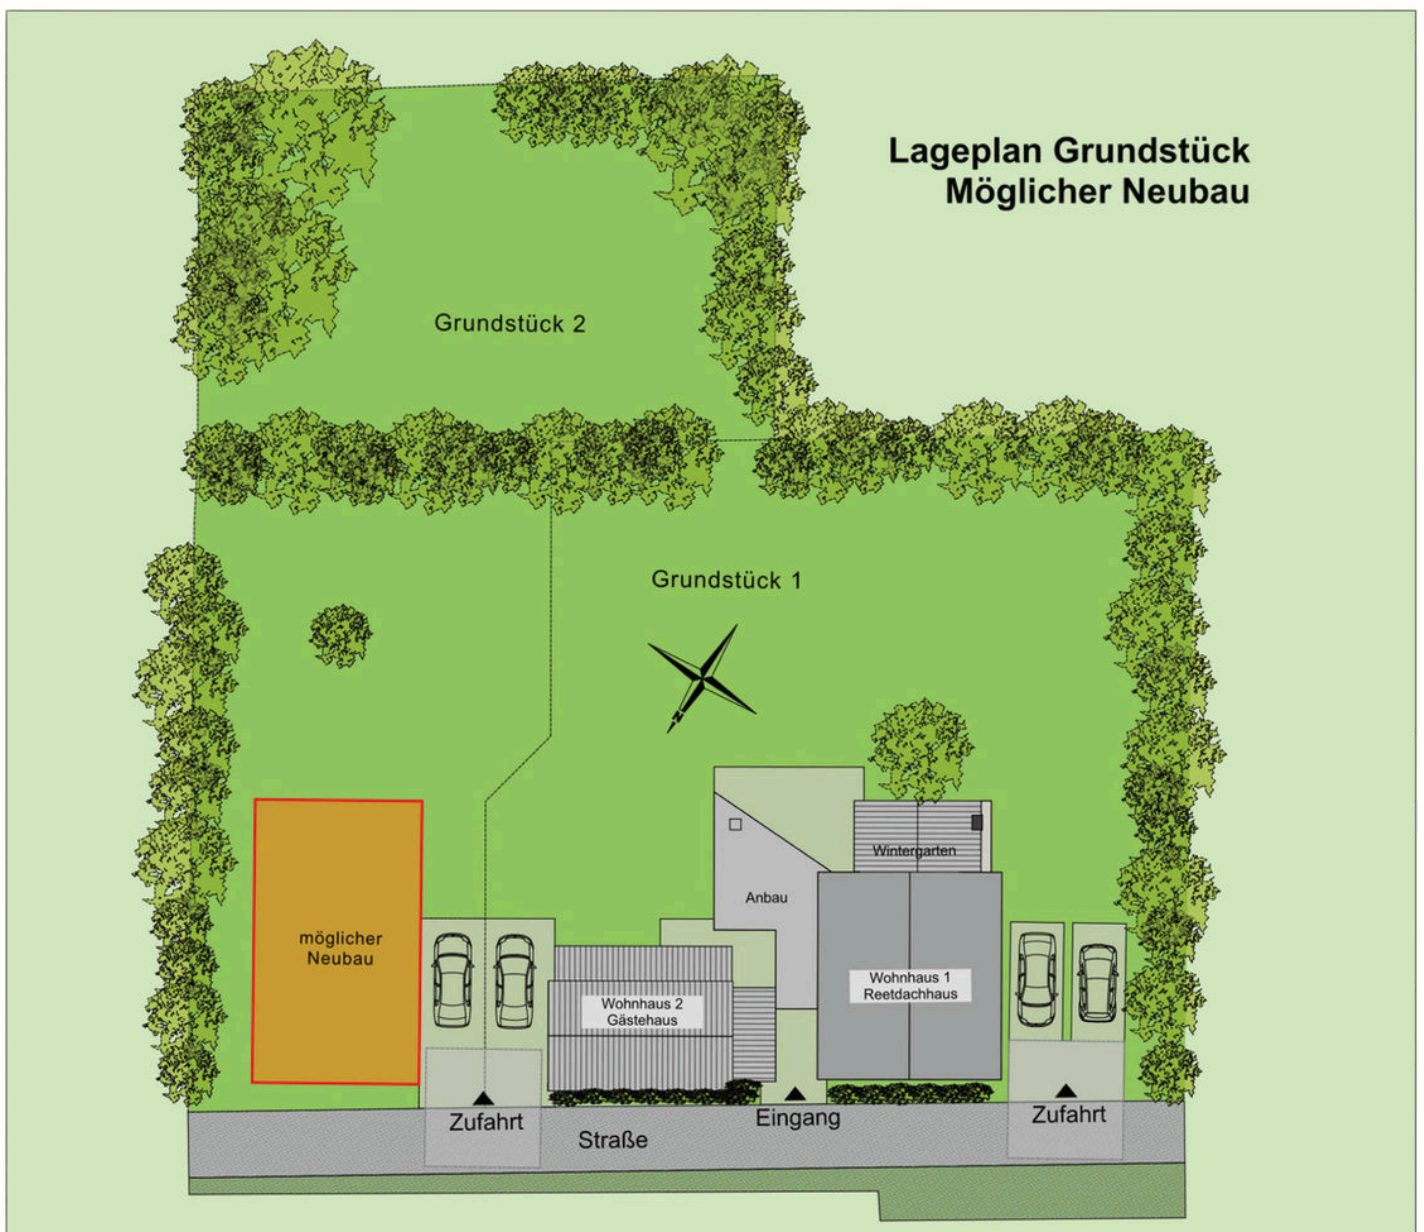 Lageplan Grundstück
Möglicher Neubau
Grundstück 2
Grundstück 1
N
Wintergarten
Anbau
möglicher
Neubau
Wohnhaus 1
Reetdachhaus
Wohnhaus 2
Gästehaus
Zufahrt
Eingang
Zufahrt
Straße